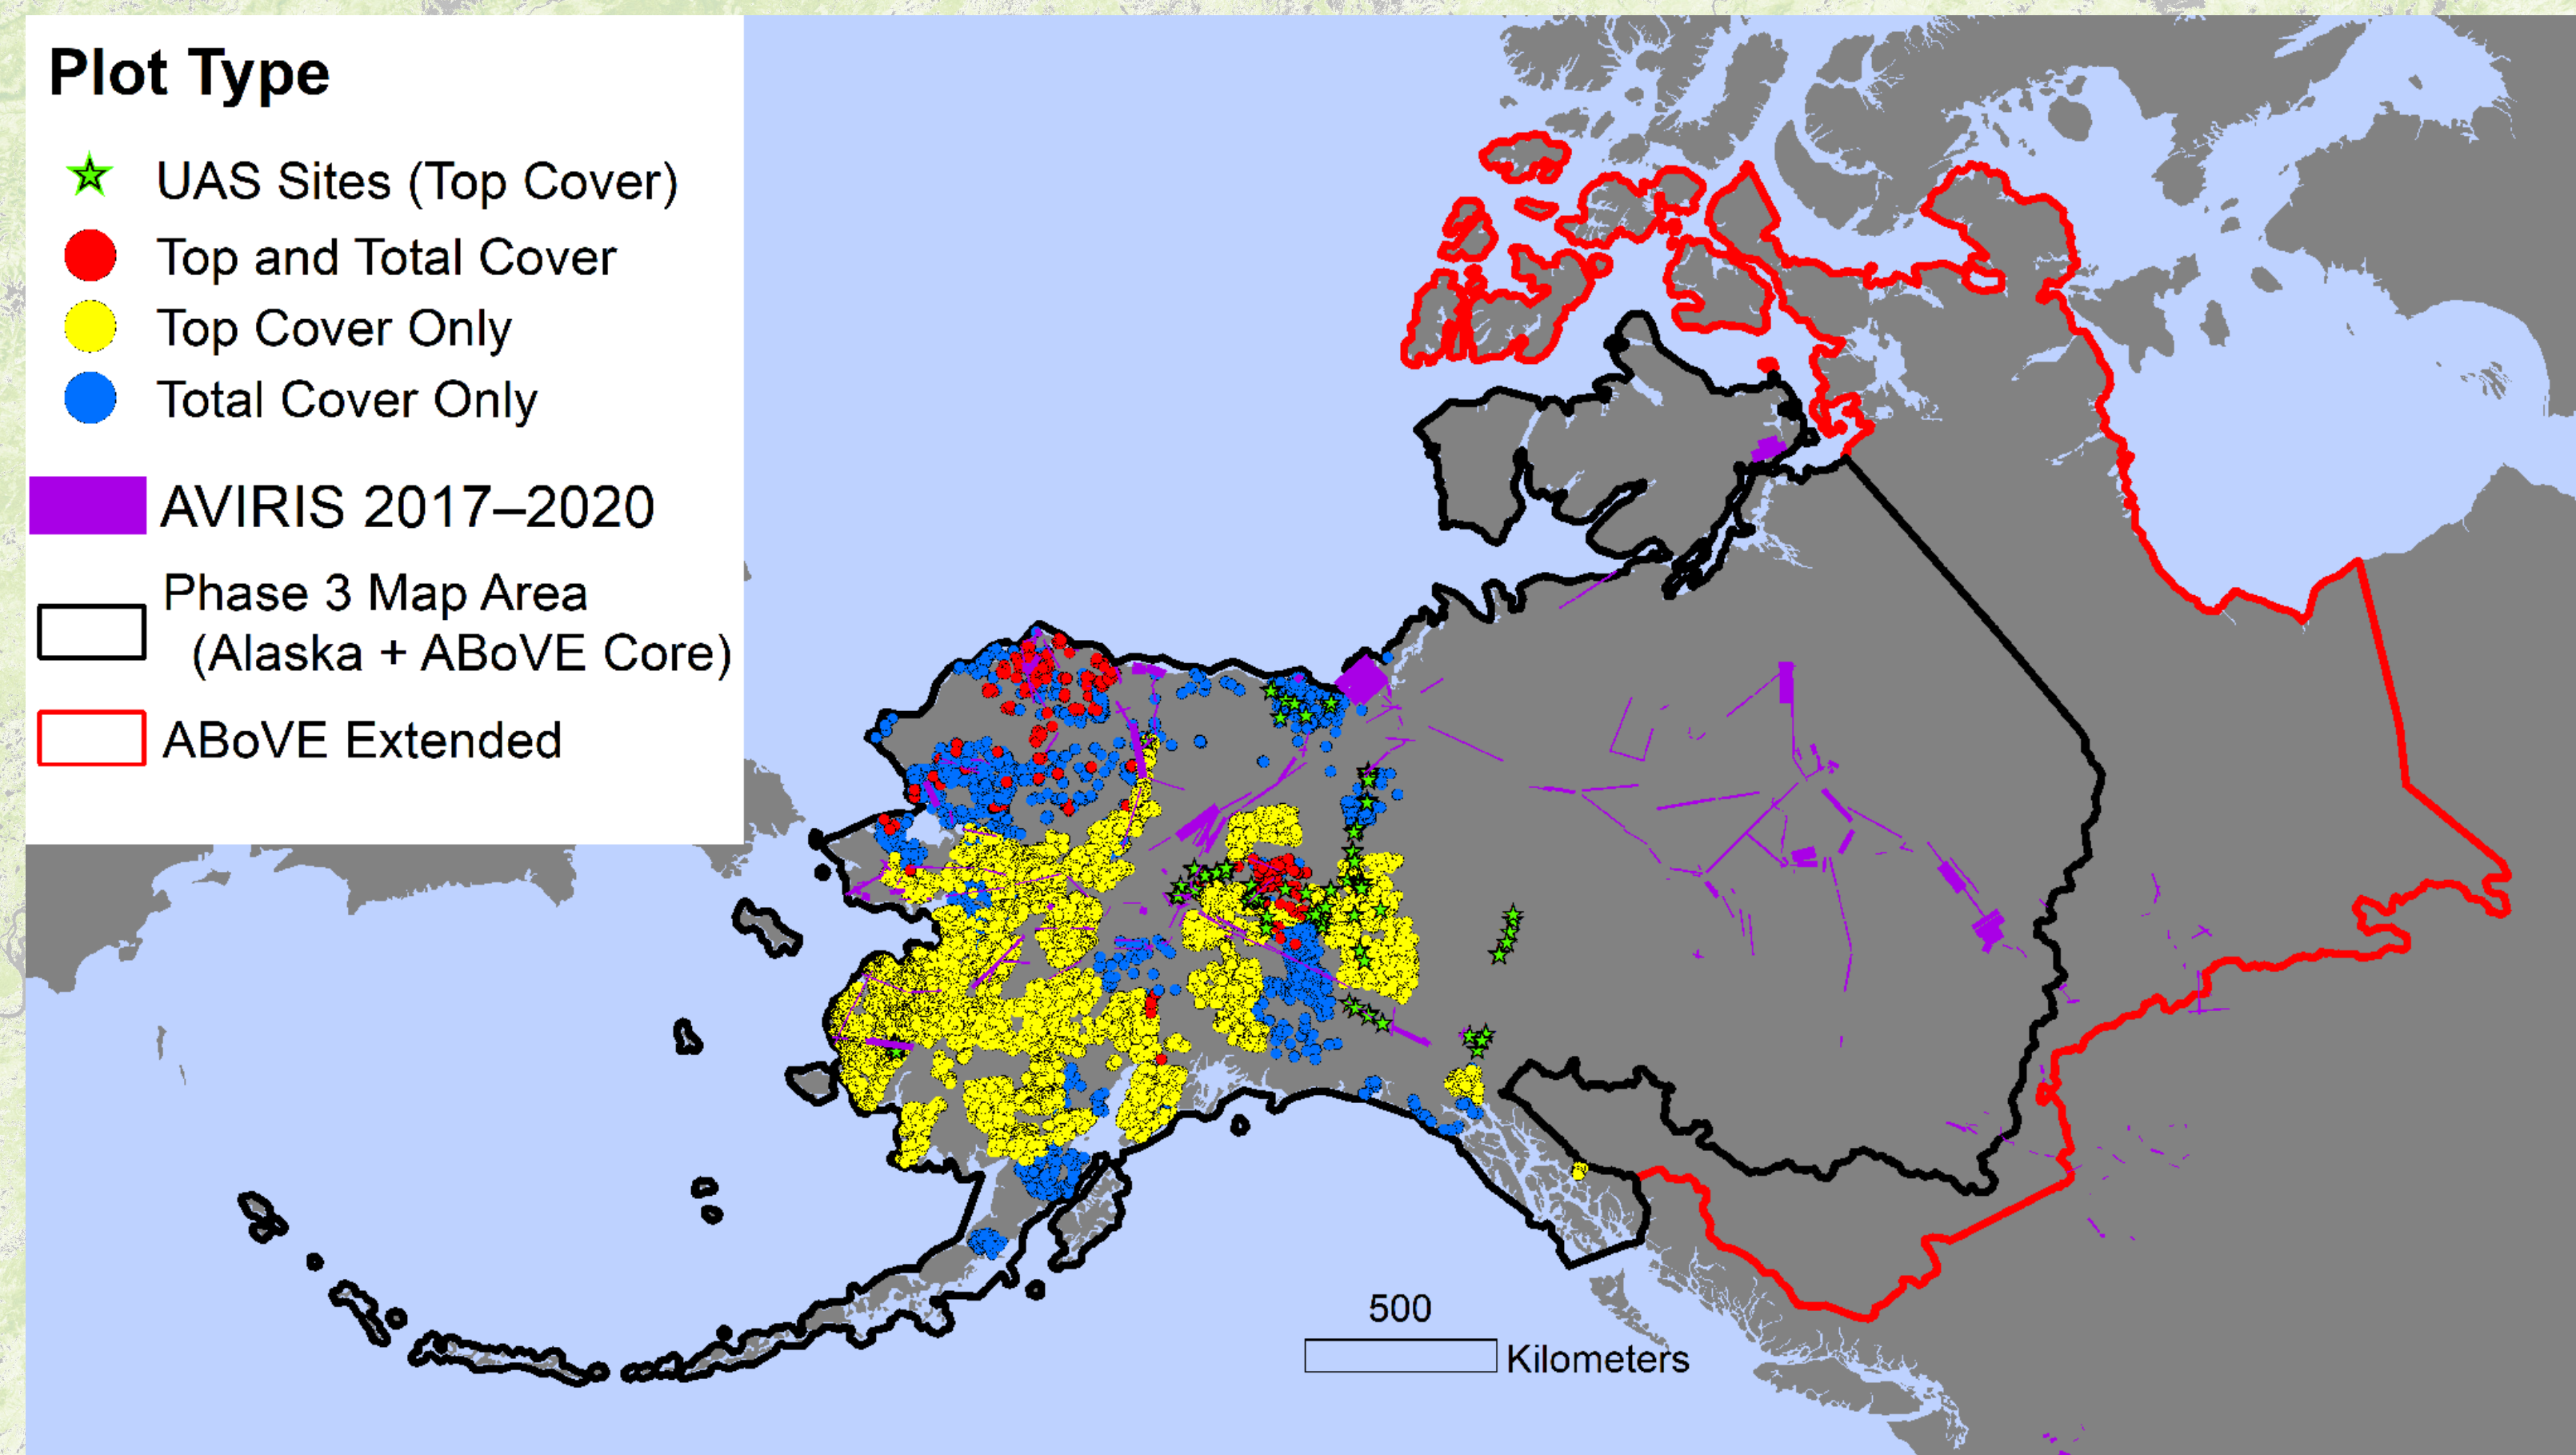 Plot Type
UAS Sites (Top Cover)
Top and Total Cover
Top Cover Only
Total Cover Only
AVIRIS 2017–2020
Phase 3 Map Area
(Alaska + ABoVE Core)
ABoVE Extended
500
Kilometers